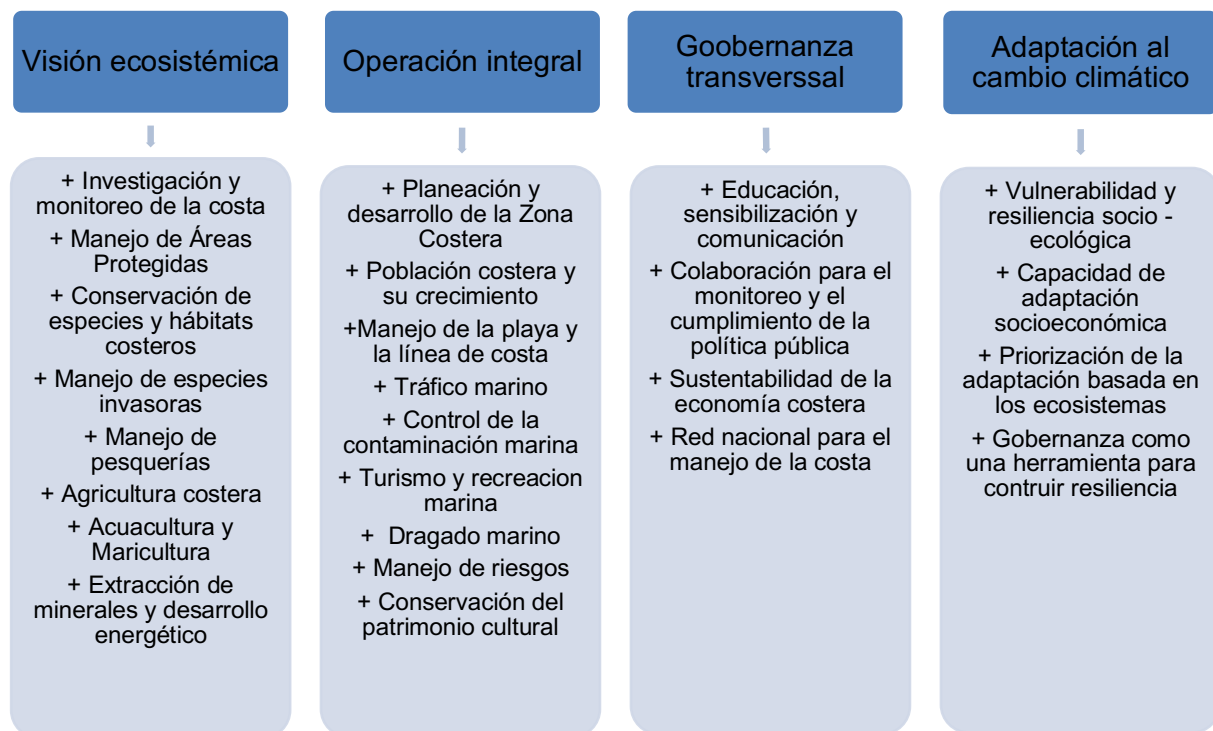 Visión ecosistémica
+ Investigación y
monitoreo de la costa
+ Manejo de Áreas
Protegidas
+ Conservación de
especies y hábitats
costeros
+ Manejo de especies
invasoras
+ Manejo de
pesquerías
+ Agricultura costera
+ Acuacultura y
Maricultura
+ Extracción de
minerales y desarrollo
energético
Operación integral
+ Planeación y
desarrollo de la Zona
Costera
+ Población costera y
su crecimiento
+Manejo de la playa y
la línea de costa
+ Tráfico marino
+ Control de la
contaminación marina
+ Turismo y recreacion
marina
+ Dragado marino
+ Manejo de riesgos
+ Conservación del
patrimonio cultural
Goobernanza
transverssal
+ Educación,
sensibilización y
comunicación
+ Colaboración para el
monitoreo y el
cumplimiento de la
política pública
+ Sustentabilidad de la
economía costera
+ Red nacional para el
manejo de la costa
Adaptación al
cambio climático
+ Vulnerabilidad y
resiliencia socio -
ecológica
+ Capacidad de
adaptación
socioeconómica
+ Priorización de la
adaptación basada en
los ecosistemas
+ Gobernanza como
una herramienta para
contruir resiliencia